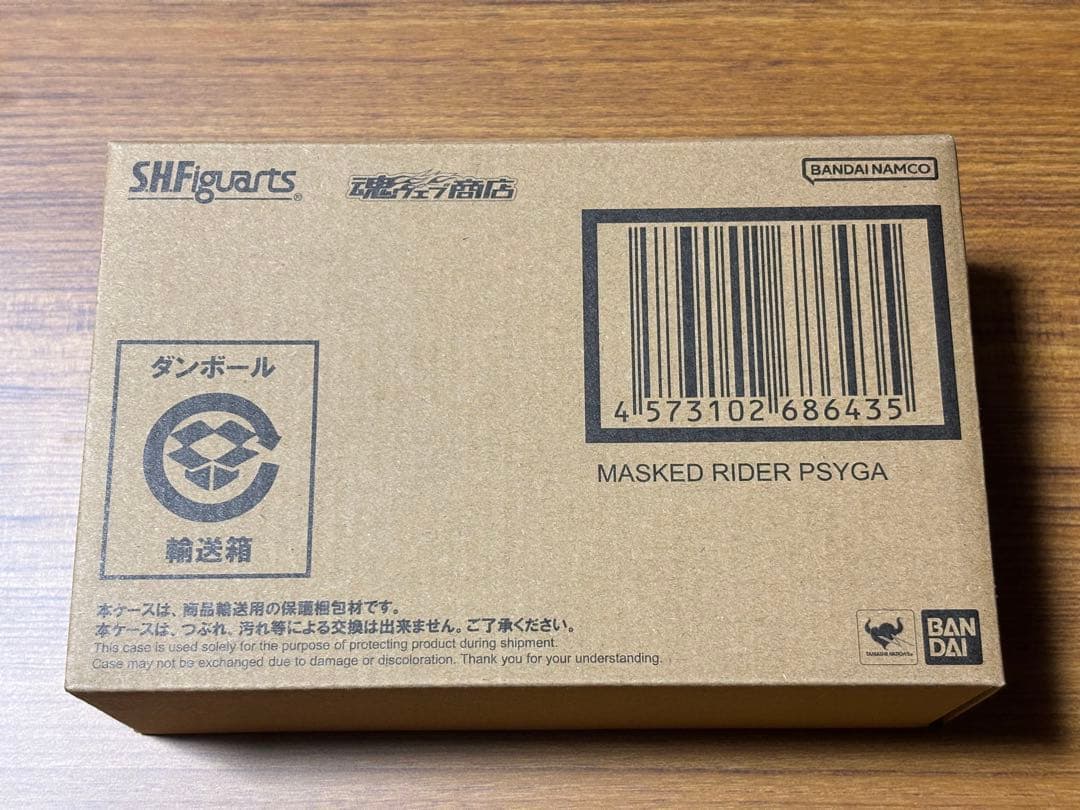 S.H.Figuarts®
魂ウェブ商店
BANDAI NAMCO
4 573102 686435
MASKED RIDER PSYGA
ダンボール
輸送箱
本ケースは、商品輸送用の保護梱包材です。
本ケースは、つぶれ、汚れ等による交換は出来ません。ご了承ください。
This case is used solely for the purpose of protecting product during shipment.
Case may not be exchanged due to damage or discoloration. Thank you for your understanding.
TAMASHII NATIONS
BAN
DAI